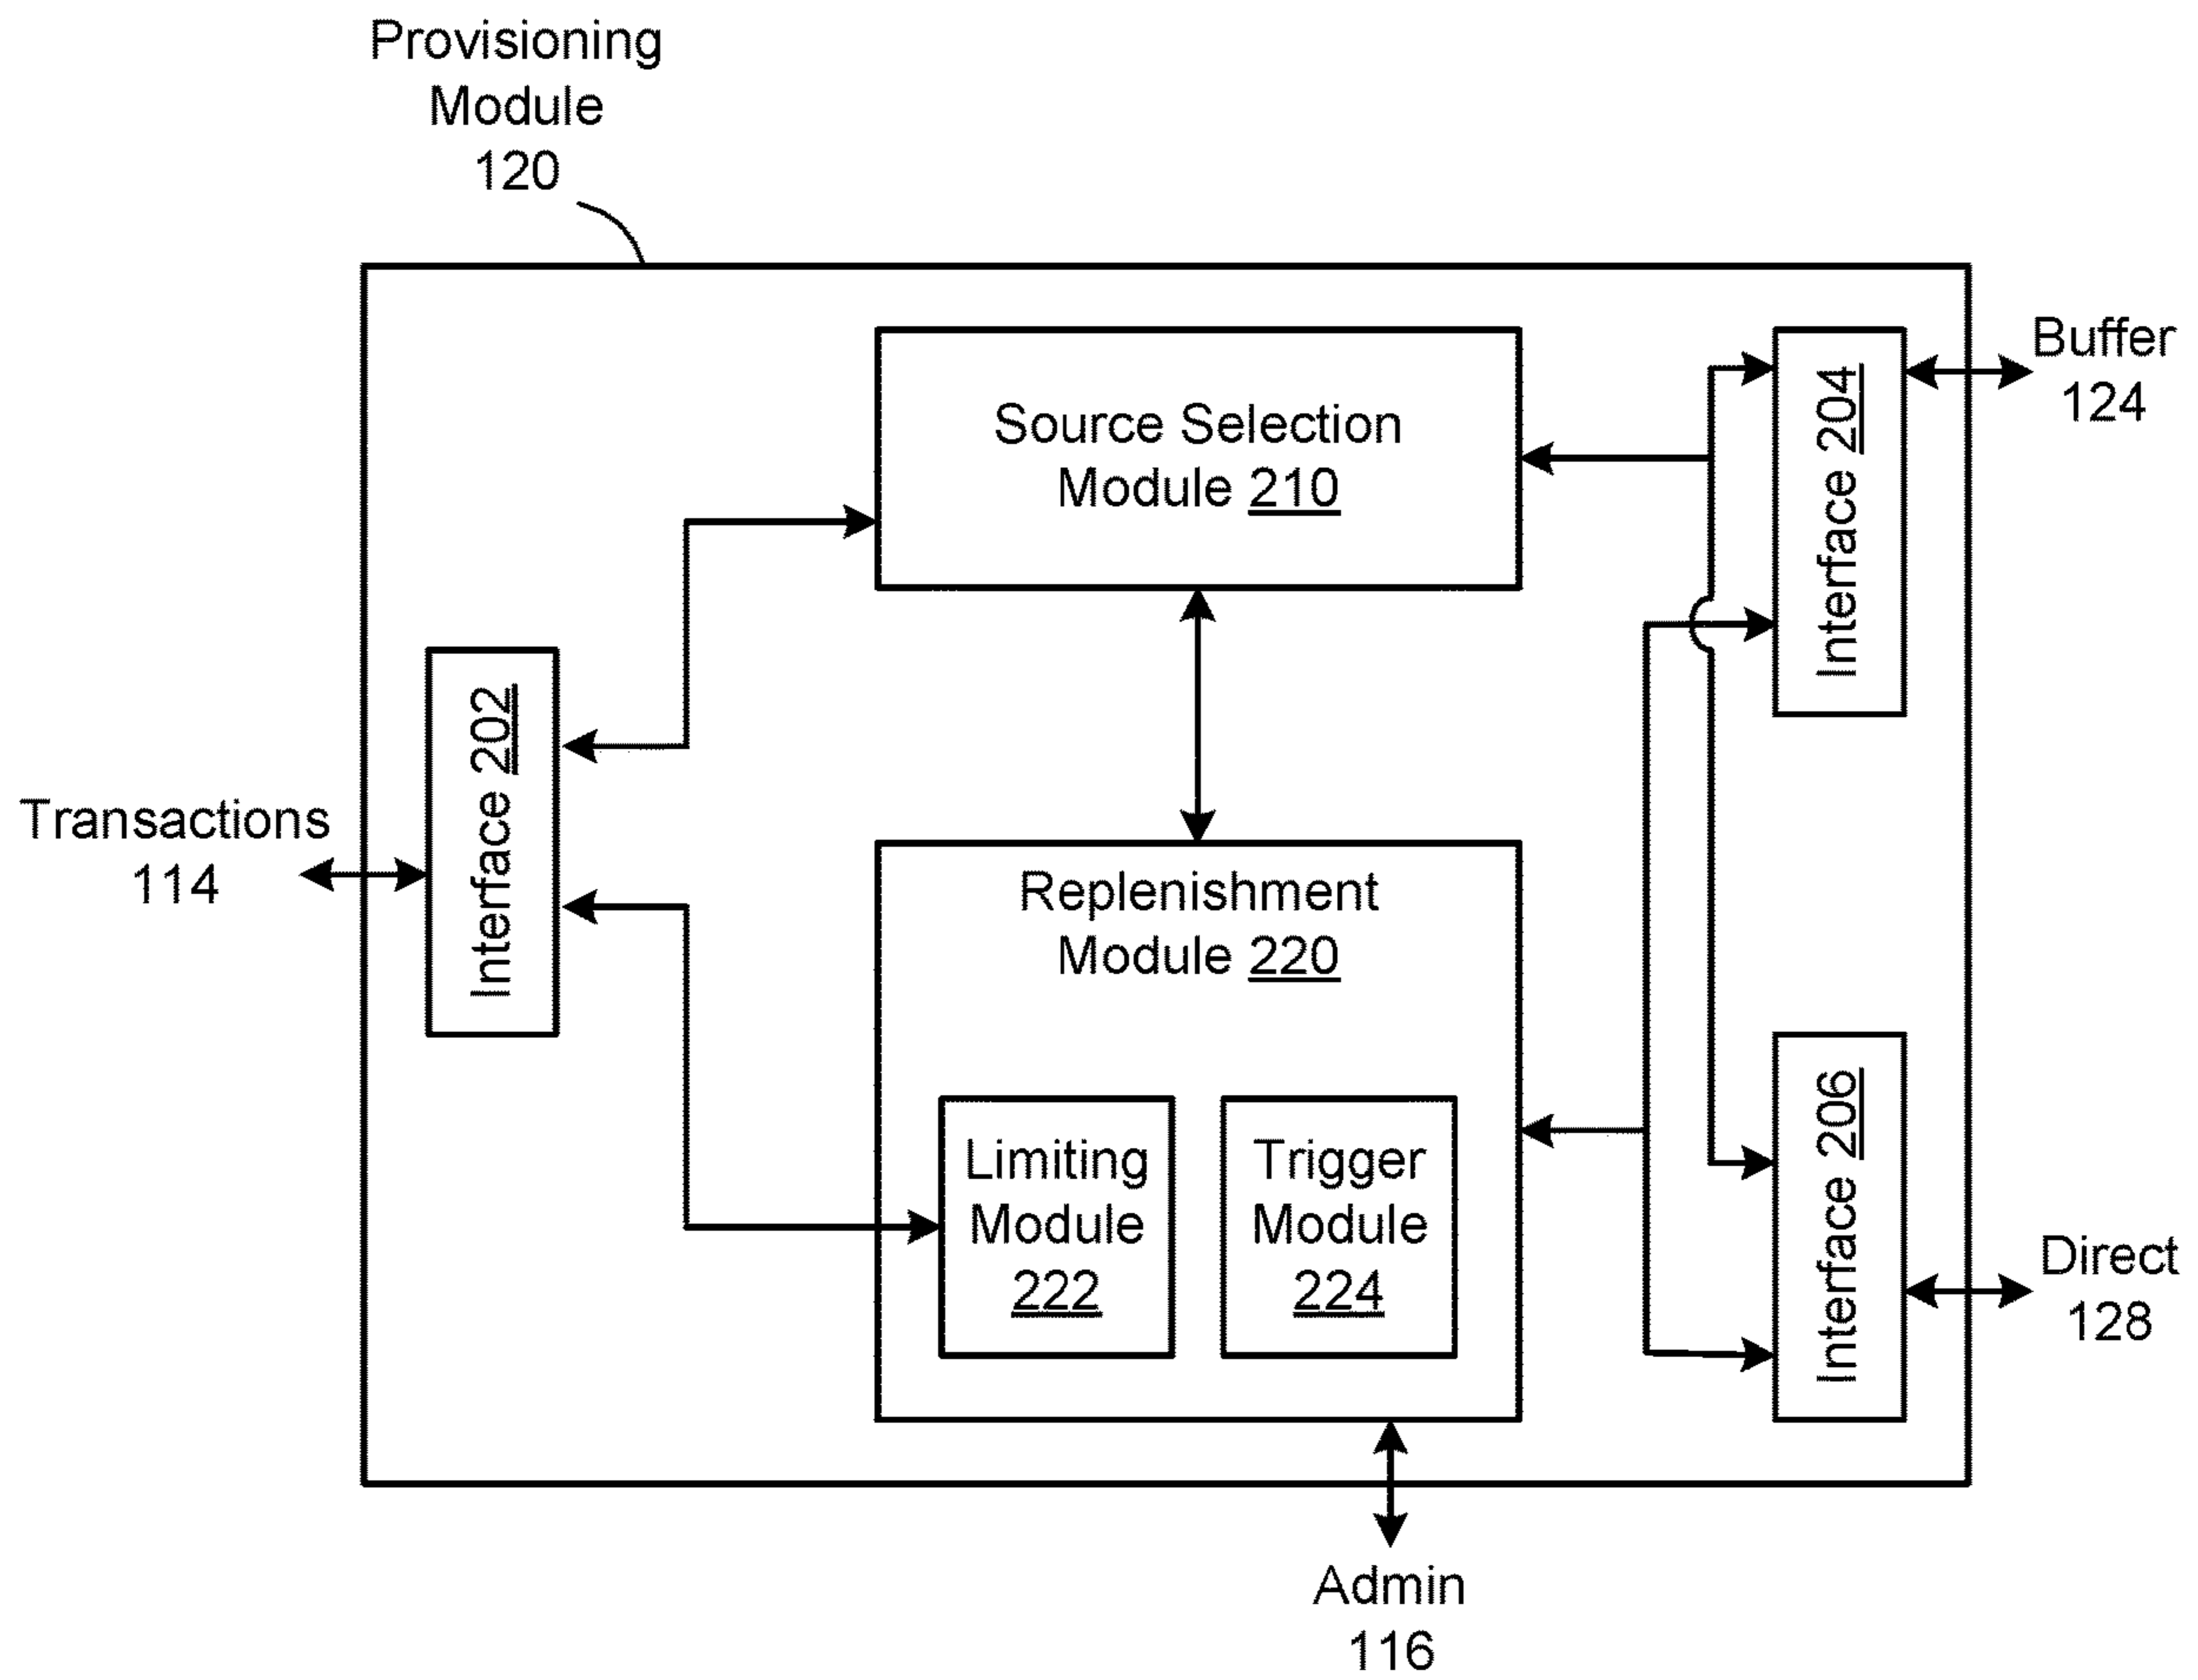 Provisioning
Module
120
Source Selection
Module 210
Interface 204
Buffer
124
Interface 202
Transactions
114
Replenishment
Module 220
Limiting
Module
222
Trigger
Module
224
Interface 206
Direct
128
Admin
116